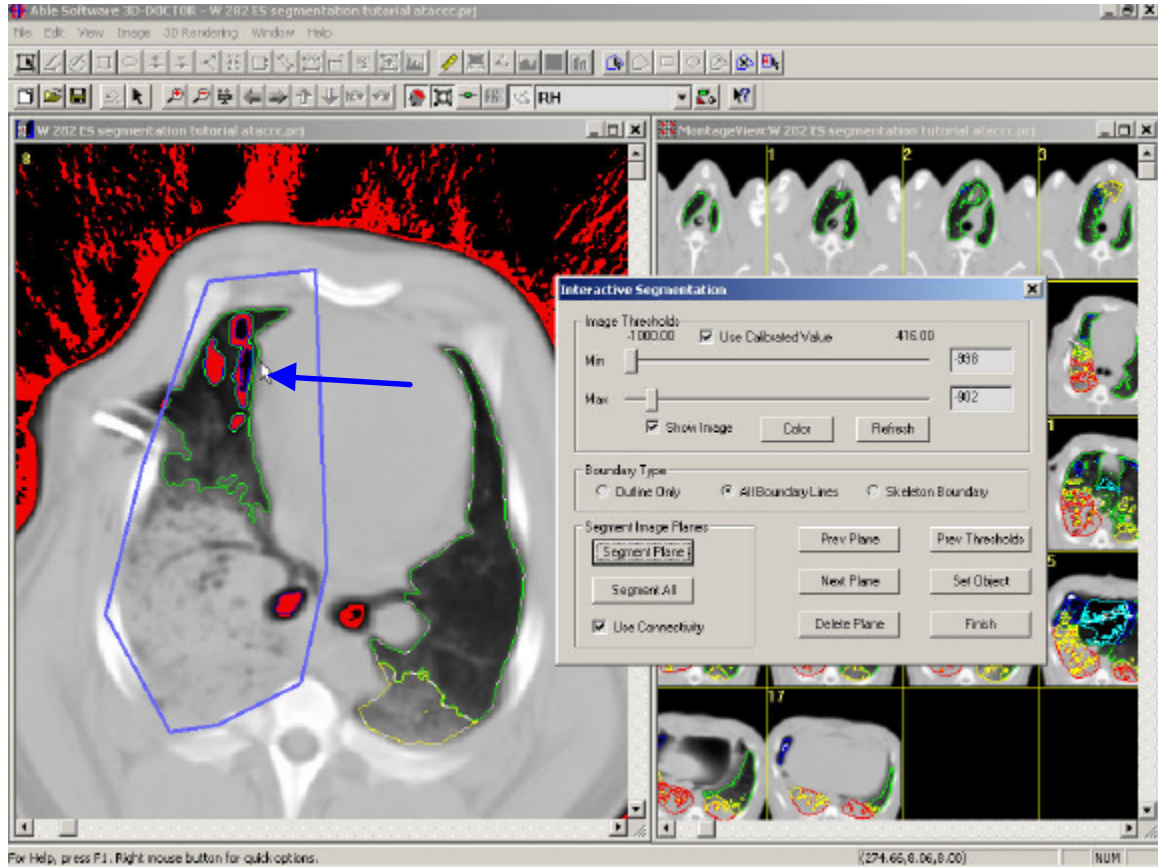 Able Software 3D-DOCTOR - W 282 ES segmentation tutorial ataccc.prj
File Edit View Image 3D Rendering Window Help
RH
W 282 ES segmentation tutorial ataccc.prj
MontageView:W 282 ES segmentation tutorial ataccc.prj
8
1 2 3
Interactive Segmentation
Image Thresholds
-1000.00 Use Calibrated Value 416.00
Min -998
Max -902
Show Image Color Refresh
Boundary Type
Outline Only All Boundary Lines Skeleton Boundary
Segment Image Planes
Segment Plane Prev Plane Prev Thresholds
Segment All Next Plane Set Object
Use Connectivity Delete Plane Finish
1
5
17
For Help, press F1. Right mouse button for quick options.
(274.66,8.06,8.00) NUM